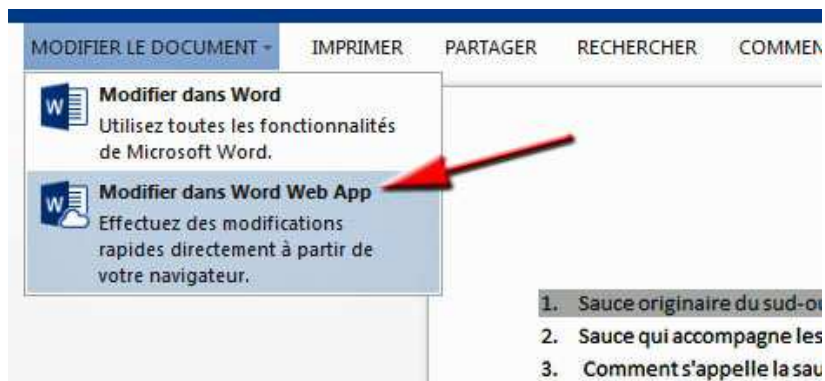 MODIFIER LE DOCUMENT IMPRIMER PARTAGER RECHERCHER
Modifier dans Word
Utilisez toutes les fonctionnalités
de Microsoft Word.
Modifier dans Word Web App
Effectuez des modifications
rapides directement à partir de
votre navigateur.
1. Sauce originaire du
2. Sauce qui accompagne les
3. Comment s'appelle la